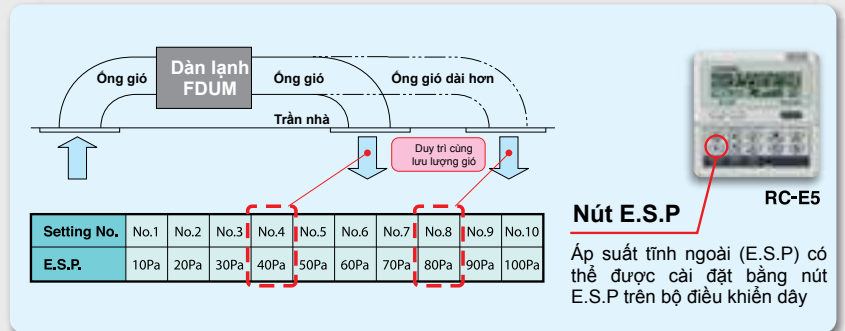 Dàn lạnh
FDUM
Ống gió
Ống gió
Ống gió dài hơn
Trần nhà
Duy trì cùng
lưu lượng gió
Setting No. No.1 No.2 No.3 No.4 No.5 No.6 No.7 No.8 No.9 No.10
E.S.P. 10Pa 20Pa 30Pa 40Pa 50Pa 60Pa 70Pa 80Pa 90Pa 100Pa
RC-E5
Nút E.S.P
Áp suất tĩnh ngoài (E.S.P) có
thể được cài đặt bằng nút
E.S.P trên bộ điều khiển dây